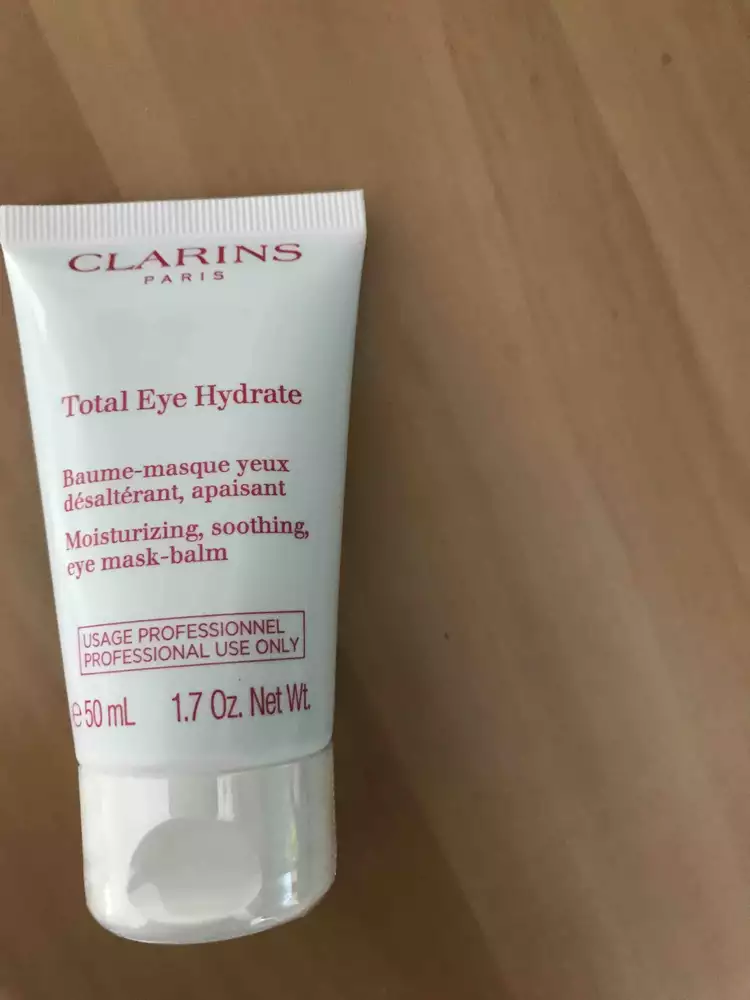 CLARINS
PARIS
Total Eye Hydrate
Baume-masque yeux
désaltérant, apaisant
Moisturizing, soothing,
eye mask-balm
USAGE PROFESSIONNEL
PROFESSIONAL USE ONLY
e 50 mL 1.7 Oz. Net Wt.